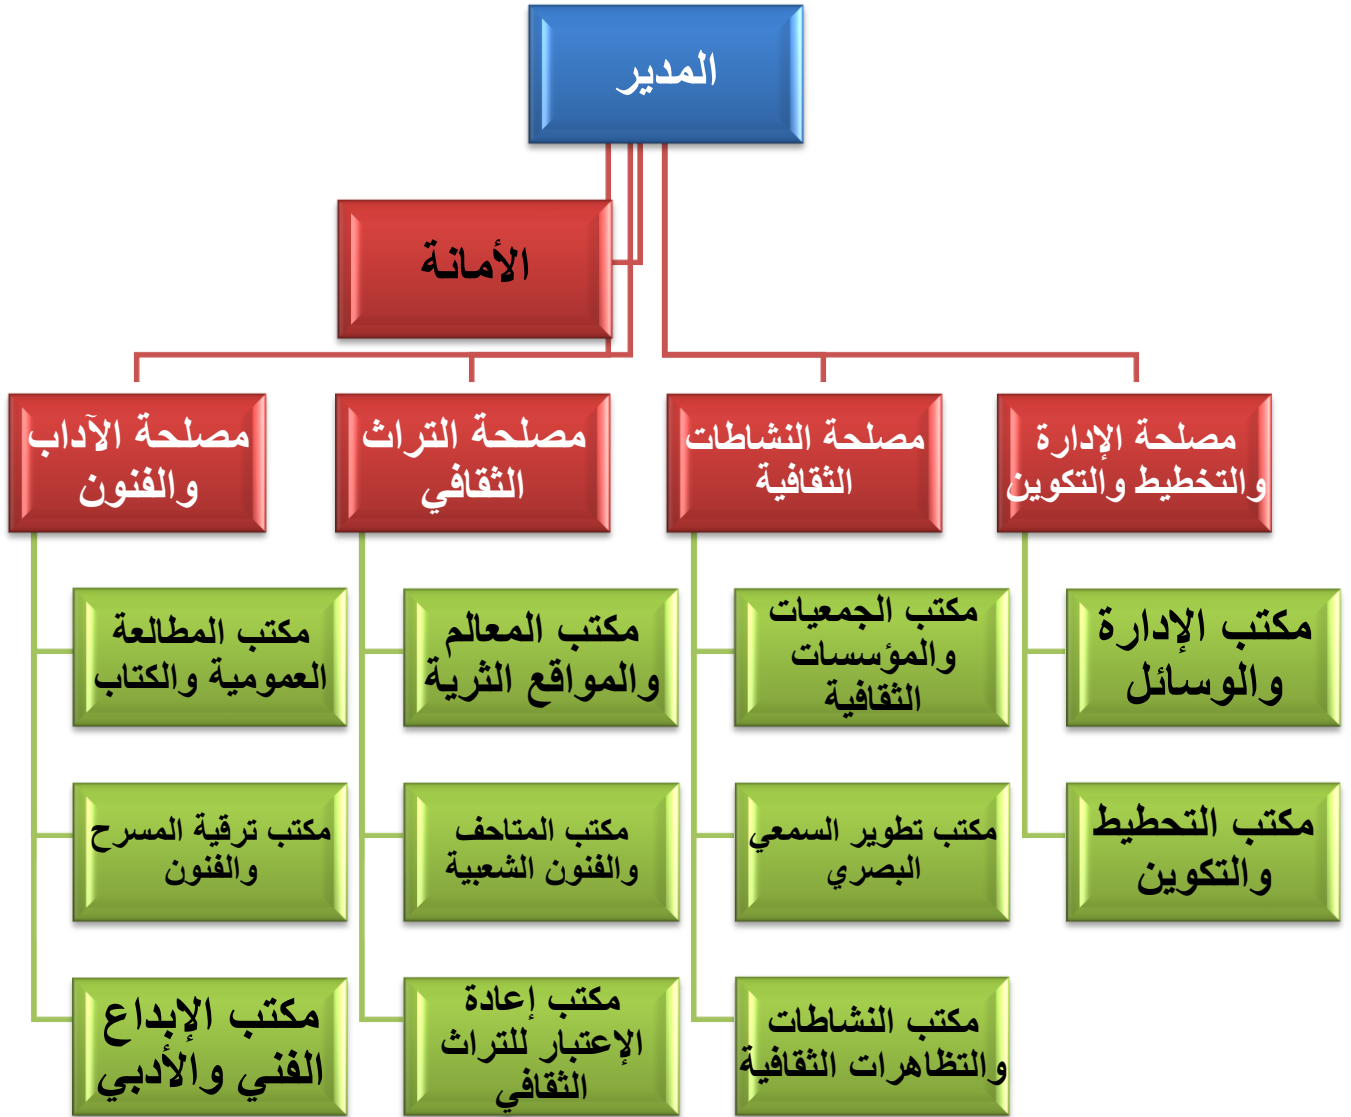 المدير
الأمانة
مصلحة الإدارة
والتخطيط والتكوين
مصلحة النشاطات
الثقافية
مصلحة التراث
الثقافي
مصلحة الآداب
والفنون
مكتب الإدارة
والوسائل
مكتب الجمعيات
والمؤسسات
الثقافية
مكتب المعالم
والمواقع الثرية
مكتب المطالعة
العمومية والكتاب
مكتب التحطيط
والتكوين
مكتب تطوير السمعي
البصري
مكتب المتاحف
والفنون الشعبية
مكتب ترقية المسرح
والفنون
مكتب النشاطات
والتظاهرات الثقافية
مكتب إعادة
الإعتبار للتراث
الثقافي
مكتب الإبداع
الفني والأدبي